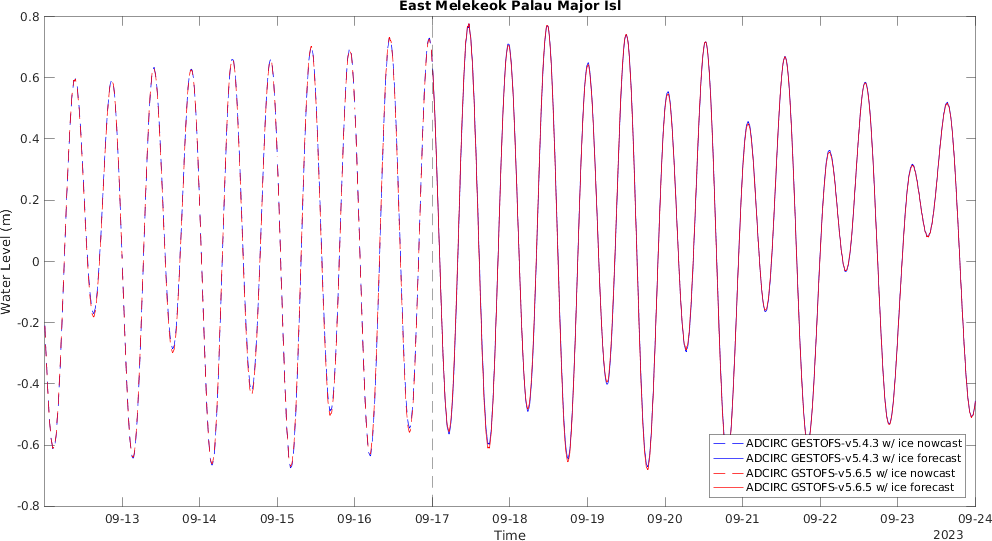 East Melekeok Palau Major Isl
Water Level (m)
0.8
0.6
0.4
0.2
0
-0.2
-0.4
-0.6
-0.8
ADCIRC GESTOFS-v5.4.3 w/ ice nowcast
ADCIRC GESTOFS-v5.4.3 w/ ice forecast
ADCIRC GSTOFS-v5.6.5 w/ ice nowcast
ADCIRC GSTOFS-v5.6.5 w/ ice forecast
09-13 09-14 09-15 09-16 09-17 09-18 09-19 09-20 09-21 09-22 09-23 09-24
Time
2023